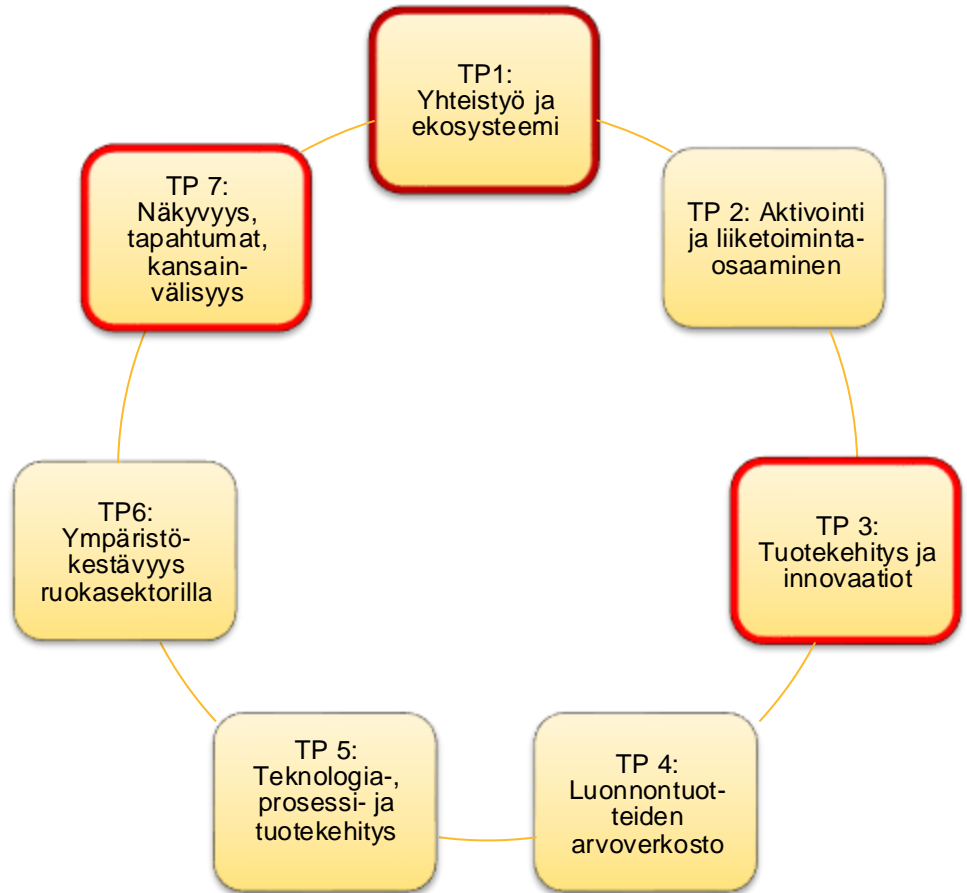 TP1:
Yhteistyö ja
ekosysteemi
TP 2: Aktivointi
ja liiketoiminta-
osaaminen
TP 3:
Tuotekehitys ja
innovaatiot
TP 4:
Luonnontuot-
teiden
arvoverkosto
TP 5:
Teknologia-,
prosessi- ja
tuotekehitys
TP6:
Ympäristö-
kestävyys
ruokasektorilla
TP 7:
Näkyvyys,
tapahtumat,
kansain-
välisyys